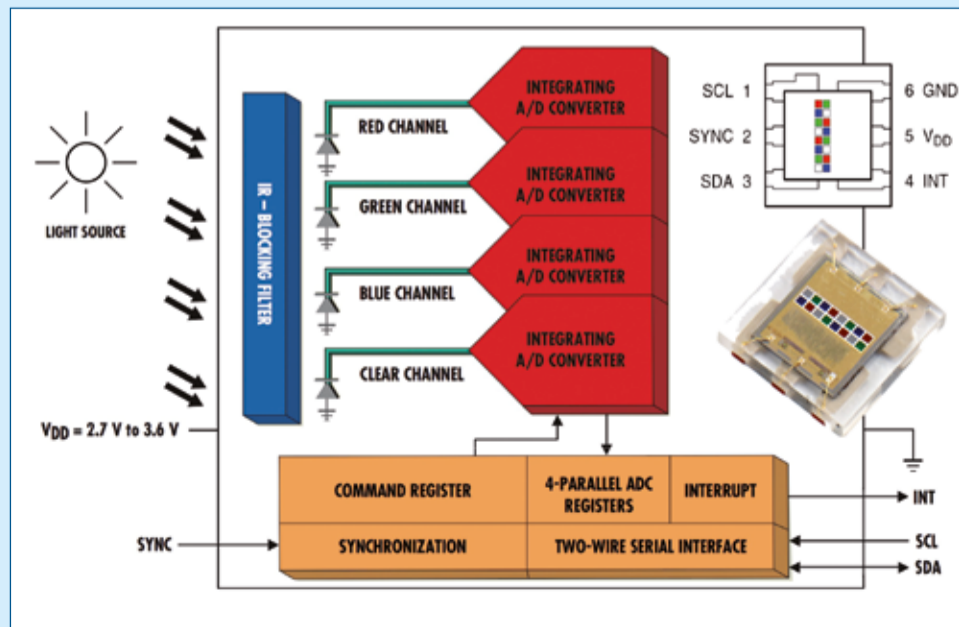 LIGHT SOURCE
V_DD = 2.7 V to 3.6 V
SYNC
IR – BLOCKING FILTER
RED CHANNEL
GREEN CHANNEL
BLUE CHANNEL
CLEAR CHANNEL
INTEGRATING
A/D CONVERTER
INTEGRATING
A/D CONVERTER
INTEGRATING
A/D CONVERTER
INTEGRATING
A/D CONVERTER
SCL 1
SYNC 2
SDA 3
6 GND
5 V_DD
4 INT
COMMAND REGISTER
4-PARALLEL ADC
REGISTERS
INTERRUPT
SYNCHRONIZATION
TWO-WIRE SERIAL INTERFACE
INT
SCL
SDA